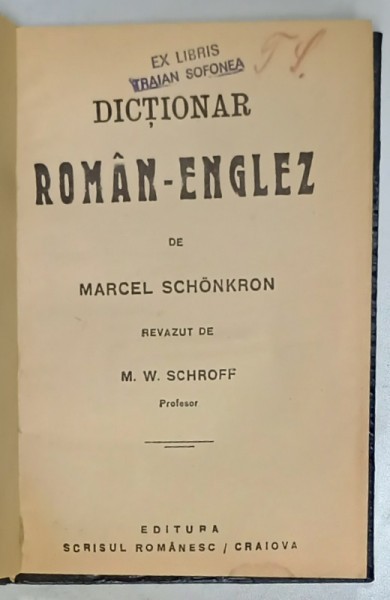 EX LIBRIS
TRAIAN SOFONEA
T S.
DICȚIONAR
ROMÂN-ENGLEZ
DE
MARCEL SCHÖNKRON
REVAZUT DE
M. W. SCHROFF
Profesor
EDITURA
SCRISUL ROMÂNESC / CRAIOVA